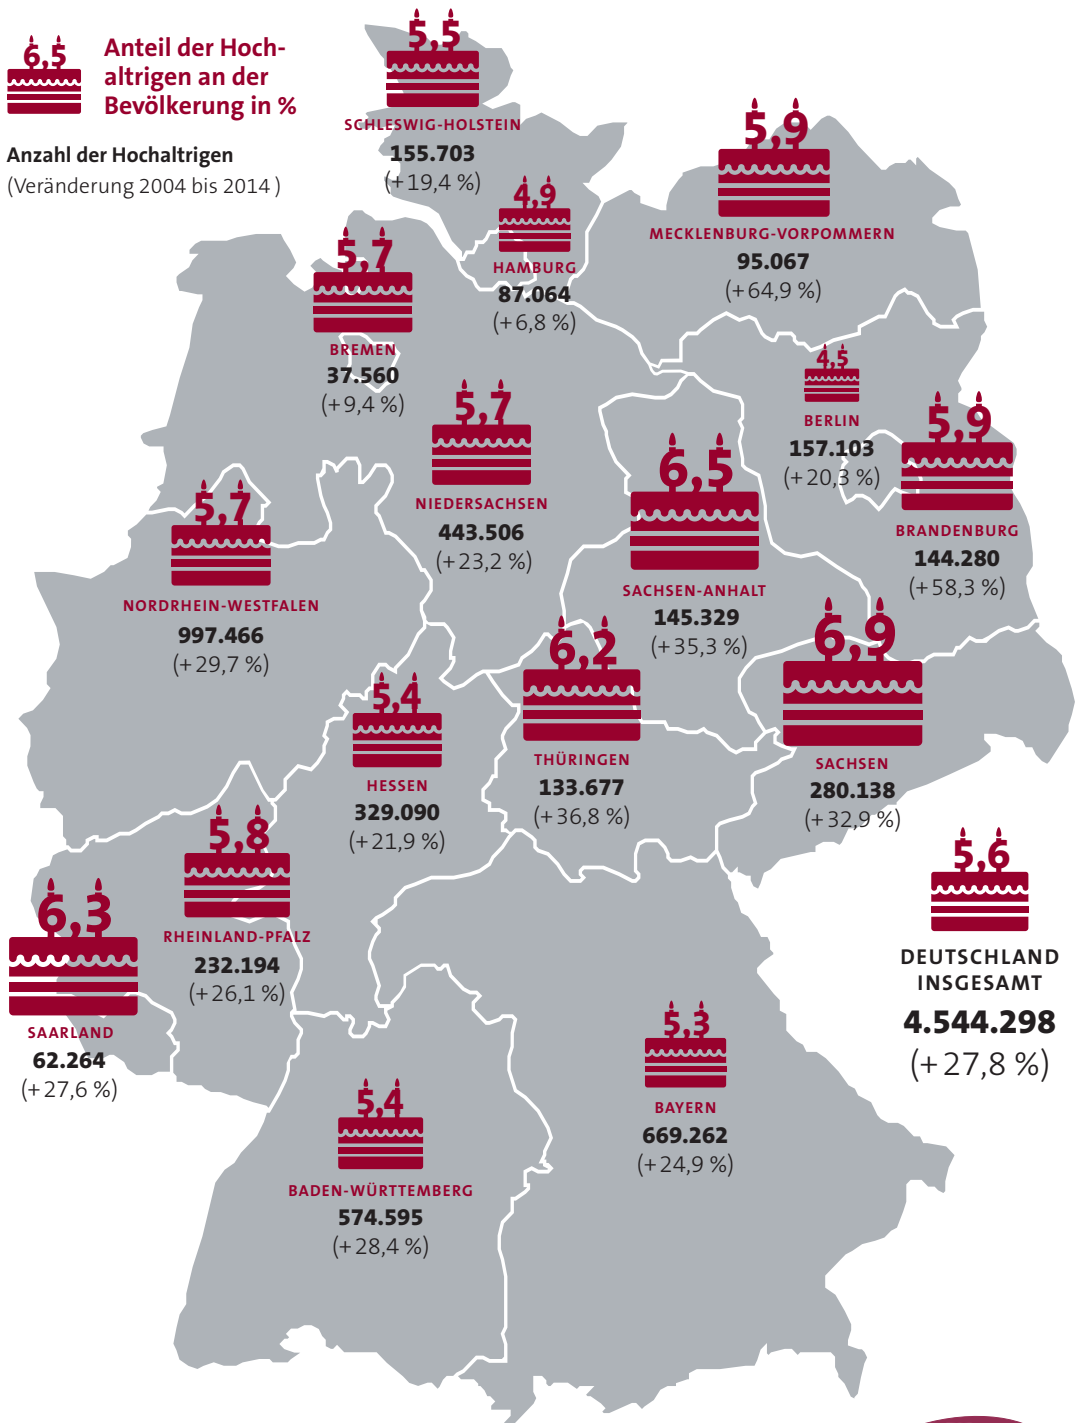 6,5
Anteil der Hoch-
altrigen an der
Bevölkerung in %
Anzahl der Hochaltrigen
(Veränderung 2004 bis 2014 )
5,5
SCHLESWIG-HOLSTEIN
155.703
(+19,4 %)
4,9
HAMBURG
87.064
(+6,8 %)
5,9
MECKLENBURG-VORPOMMERN
95.067
(+64,9 %)
5,7
BREMEN
37.560
(+9,4 %)
5,7
NIEDERSACHSEN
443.506
(+23,2 %)
4,5
BERLIN
157.103
(+20,3 %)
5,9
BRANDENBURG
144.280
(+58,3 %)
6,5
SACHSEN-ANHALT
145.329
(+35,3 %)
5,7
NORDRHEIN-WESTFALEN
997.466
(+29,7 %)
5,4
HESSEN
329.090
(+21,9 %)
6,2
THÜRINGEN
133.677
(+36,8 %)
6,9
SACHSEN
280.138
(+32,9 %)
5,8
RHEINLAND-PFALZ
232.194
(+26,1 %)
6,3
SAARLAND
62.264
(+27,6 %)
5,6
DEUTSCHLAND
INSGESAMT
4.544.298
(+27,8 %)
5,3
BAYERN
669.262
(+24,9 %)
5,4
BADEN-WÜRTTEMBERG
574.595
(+28,4 %)